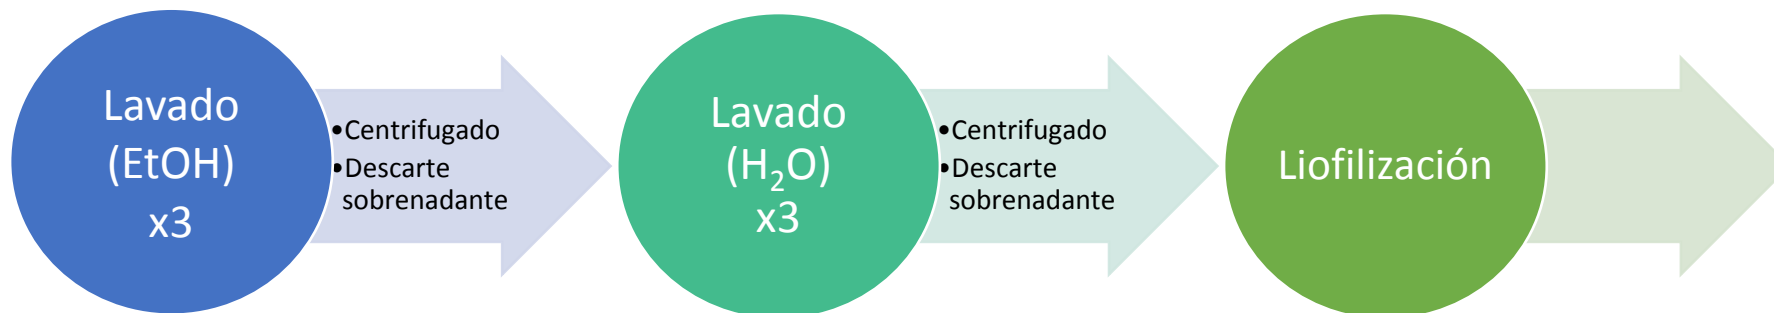 Lavado
(EtOH)
x3
•Centrifugado
•Descarte
sobrenadante
Lavado
(H₂O)
x3
•Centrifugado
•Descarte
sobrenadante
Liofilización